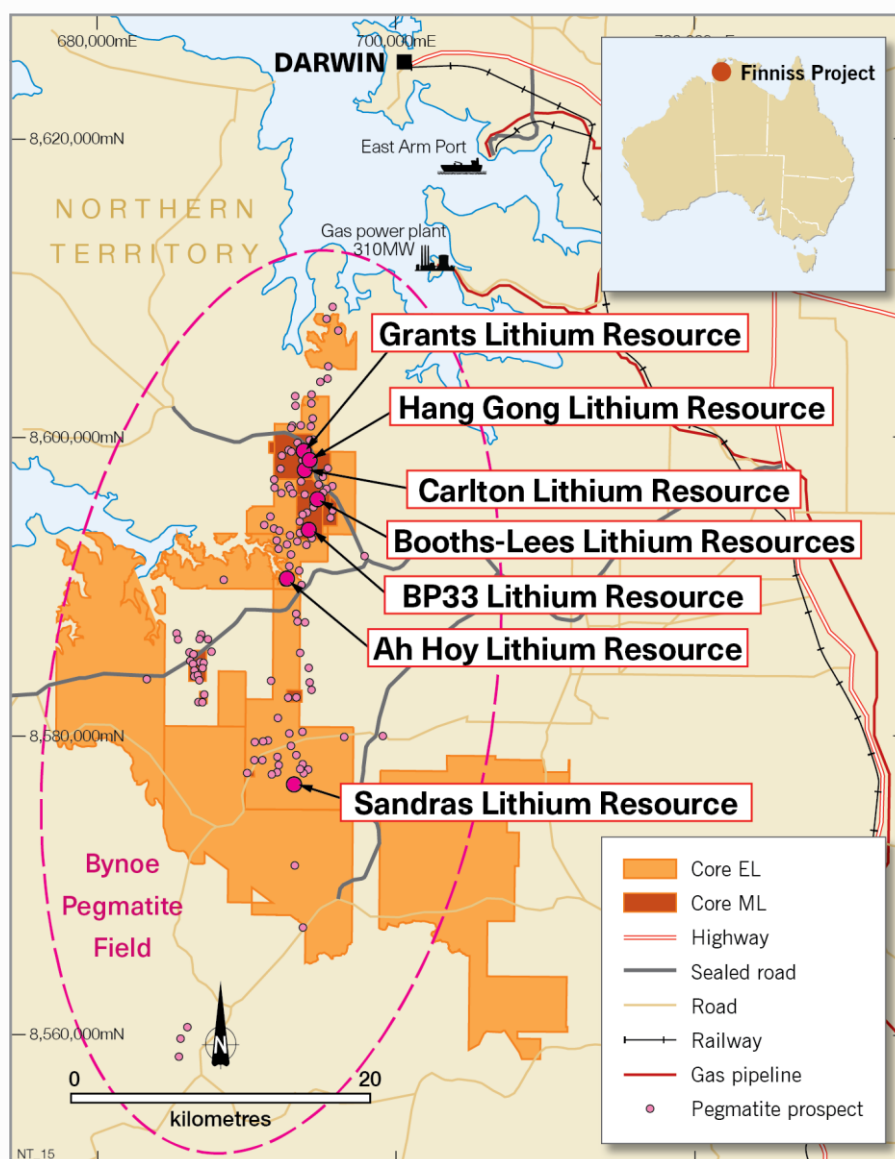 680,000mE
700,000mE
DARWIN
Finniss Project
8,620,000mN
East Arm Port
NORTHERN
TERRITORY
Gas power plant
310MW
Grants Lithium Resource
Hang Gong Lithium Resource
8,600,000mN
Carlton Lithium Resource
Booths-Lees Lithium Resources
BP33 Lithium Resource
Ah Hoy Lithium Resource
8,580,000mN
Sandras Lithium Resource
Bynoe
Pegmatite
Field
Core EL
Core ML
Highway
Sealed road
Road
Railway
Gas pipeline
Pegmatite prospect
8,560,000mN
N
0 20
kilometres
NT_15